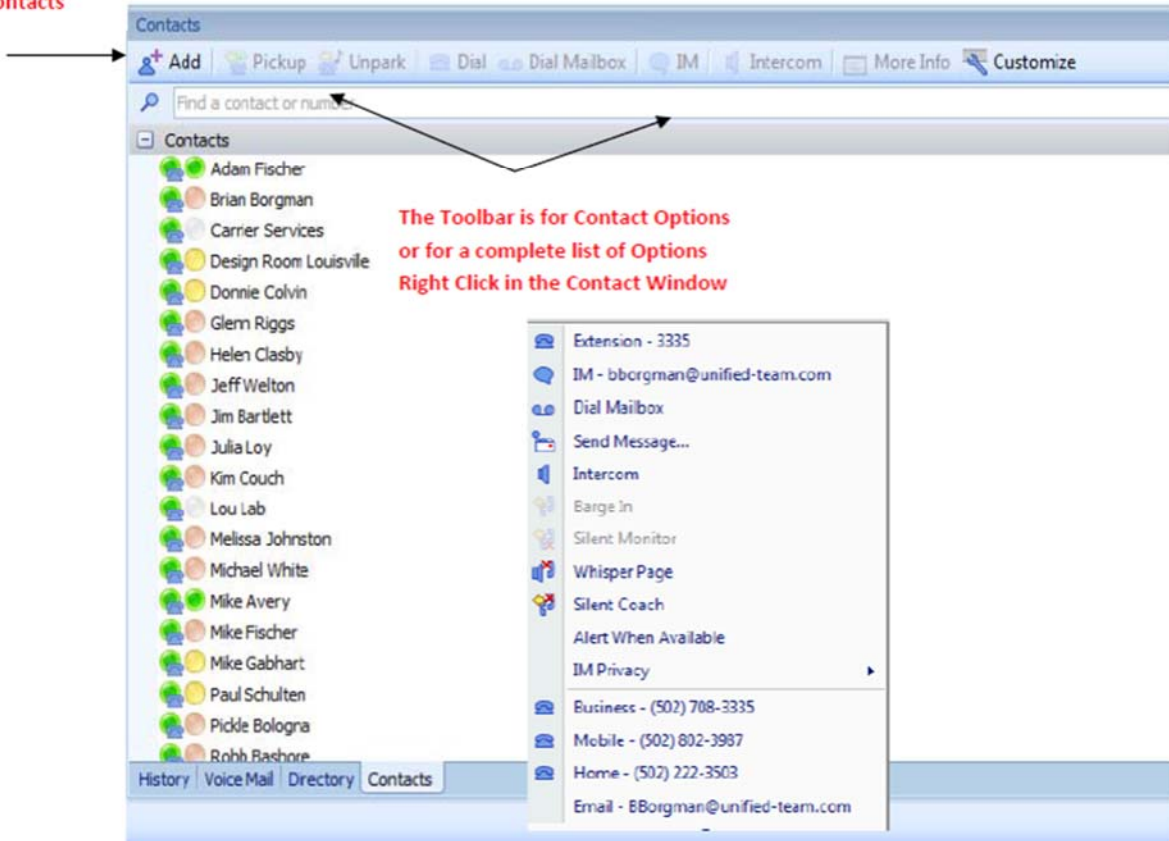 ontacts
Contacts
Add Pickup Unpark Dial Dial Mailbox IM Intercom More Info Customize
Find a contact or number
Contacts
Adam Fischer
Brian Borgman
Carrier Services
Design Room Louisville
Donnie Colvin
Glenn Riggs
Helen Clasby
Jeff Welton
Jim Bartlett
Julia Loy
Kim Couch
Lou Lab
Melissa Johnston
Michael White
Mike Avery
Mike Fischer
Mike Gabhart
Paul Schulten
Pickle Bologna
Robb Bashore
The Toolbar is for Contact Options
or for a complete list of Options
Right Click in the Contact Window
Extension - 3335
IM - bborgman@unified-team.com
Dial Mailbox
Send Message...
Intercom
Barge In
Silent Monitor
Whisper Page
Silent Coach
Alert When Available
IM Privacy
Business - (502) 708-3335
Mobile - (502) 802-3987
Home - (502) 222-3503
Email - BBorgman@unified-team.com
History Voice Mail Directory Contacts